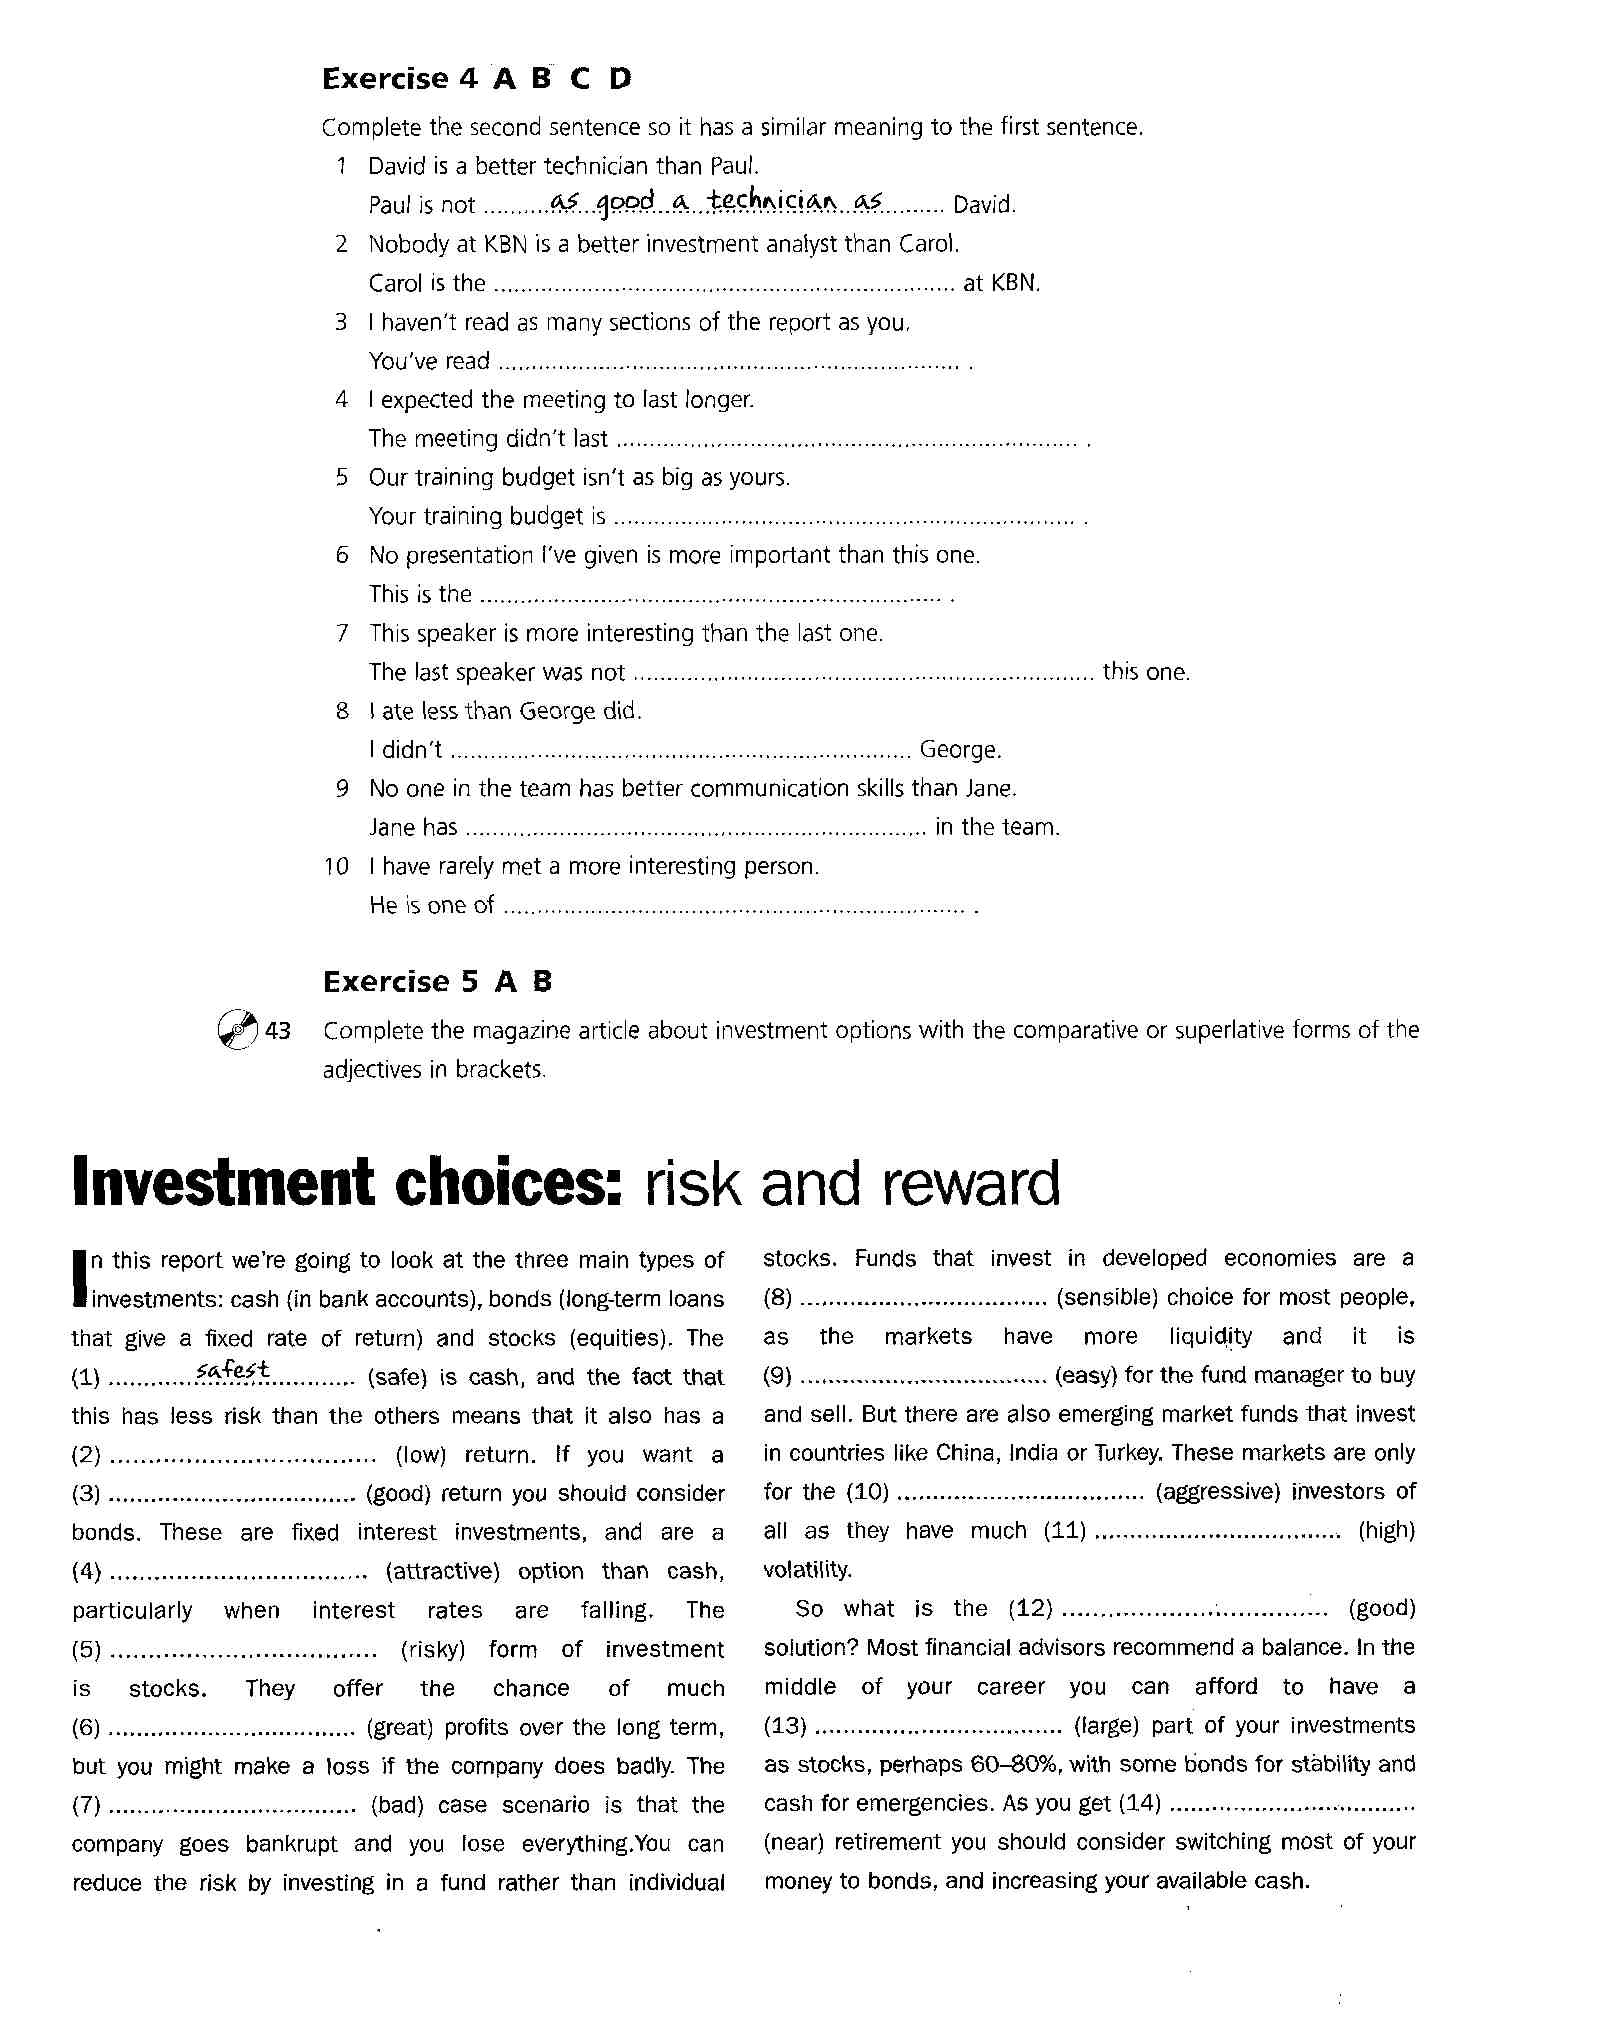 Exercise 4 A B C D
Complete the second sentence so it has a similar meaning to the first sentence.
1 David is a better technician than Paul.
Paul is not ..........as good a technician as......... David.
2 Nobody at KBN is a better investment analyst than Carol.
Carol is the ..................................................................... at KBN.
3 I haven't read as many sections of the report as you.
You've read ..................................................................... .
4 I expected the meeting to last longer.
The meeting didn't last ..................................................................... .
5 Our training budget isn't as big as yours.
Your training budget is ..................................................................... .
6 No presentation I've given is more important than this one.
This is the ..................................................................... .
7 This speaker is more interesting than the last one.
The last speaker was not ..................................................................... this one.
8 I ate less than George did.
I didn't ..................................................................... George.
9 No one in the team has better communication skills than Jane.
Jane has ..................................................................... in the team.
10 I have rarely met a more interesting person.
He is one of ..................................................................... .
Exercise 5 A B
43 Complete the magazine article about investment options with the comparative or superlative forms of the
adjectives in brackets.
Investment choices: risk and reward
In this report we're going to look at the three main types of
investments: cash (in bank accounts), bonds (long-term loans
that give a fixed rate of return) and stocks (equities). The
(1) ............safest............ (safe) is cash, and the fact that
this has less risk than the others means that it also has a
(2) ................................... (low) return. If you want a
(3) ................................... (good) return you should consider
bonds. These are fixed interest investments, and are a
(4) ................................... (attractive) option than cash,
particularly when interest rates are falling. The
(5) ................................... (risky) form of investment
is stocks. They offer the chance of much
(6) ................................... (great) profits over the long term,
but you might make a loss if the company does badly. The
(7) ................................... (bad) case scenario is that the
company goes bankrupt and you lose everything.You can
reduce the risk by investing in a fund rather than individual
stocks. Funds that invest in developed economies are a
(8) ................................... (sensible) choice for most people,
as the markets have more liquidity and it is
(9) ................................... (easy) for the fund manager to buy
and sell. But there are also emerging market funds that invest
in countries like China, India or Turkey. These markets are only
for the (10) ................................... (aggressive) investors of
all as they have much (11) ................................... (high)
volatility.
So what is the (12) ................................... (good)
solution? Most financial advisors recommend a balance. In the
middle of your career you can afford to have a
(13) ................................... (large) part of your investments
as stocks, perhaps 60–80%, with some bonds for stability and
cash for emergencies. As you get (14) ...................................
(near) retirement you should consider switching most of your
money to bonds, and increasing your available cash.